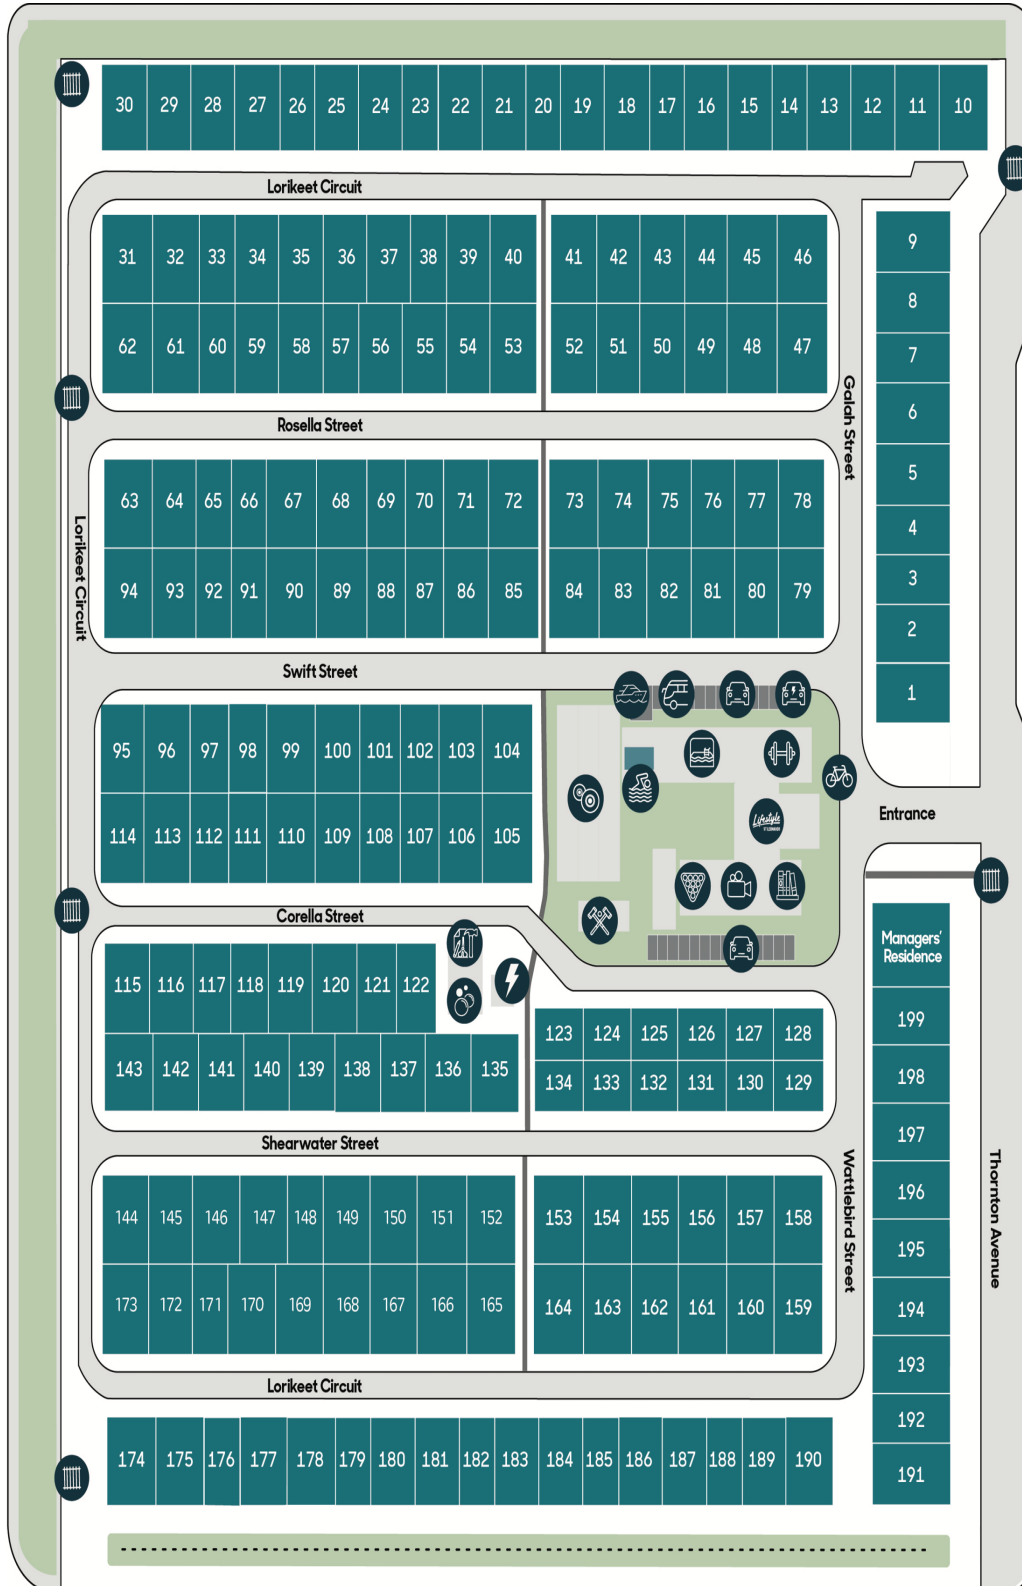 30 29 28 27 26 25 24 23 22 21 20 19 18 17 16 15 14 13 12 11 10
Lorikeet Circuit
31 32 33 34 35 36 37 38 39 40 41 42 43 44 45 46
62 61 60 59 58 57 56 55 54 53 52 51 50 49 48 47
9
8
7
6
5
4
3
2
1
Galah Street
Rosella Street
63 64 65 66 67 68 69 70 71 72 73 74 75 76 77 78
94 93 92 91 90 89 88 87 86 85 84 83 82 81 80 79
Lorikeet Circuit
Swift Street
95 96 97 98 99 100 101 102 103 104
114 113 112 111 110 109 108 107 106 105
Lifestyle
Entrance
Corella Street
Managers'
Residence
115 116 117 118 119 120 121 122
143 142 141 140 139 138 137 136 135
123 124 125 126 127 128
134 133 132 131 130 129
199
198
197
196
195
194
193
192
191
Shearwater Street
Wattlebird Street
Thornton Avenue
144 145 146 147 148 149 150 151 152 153 154 155 156 157 158
173 172 171 170 169 168 167 166 165 164 163 162 161 160 159
Lorikeet Circuit
174 175 176 177 178 179 180 181 182 183 184 185 186 187 188 189 190